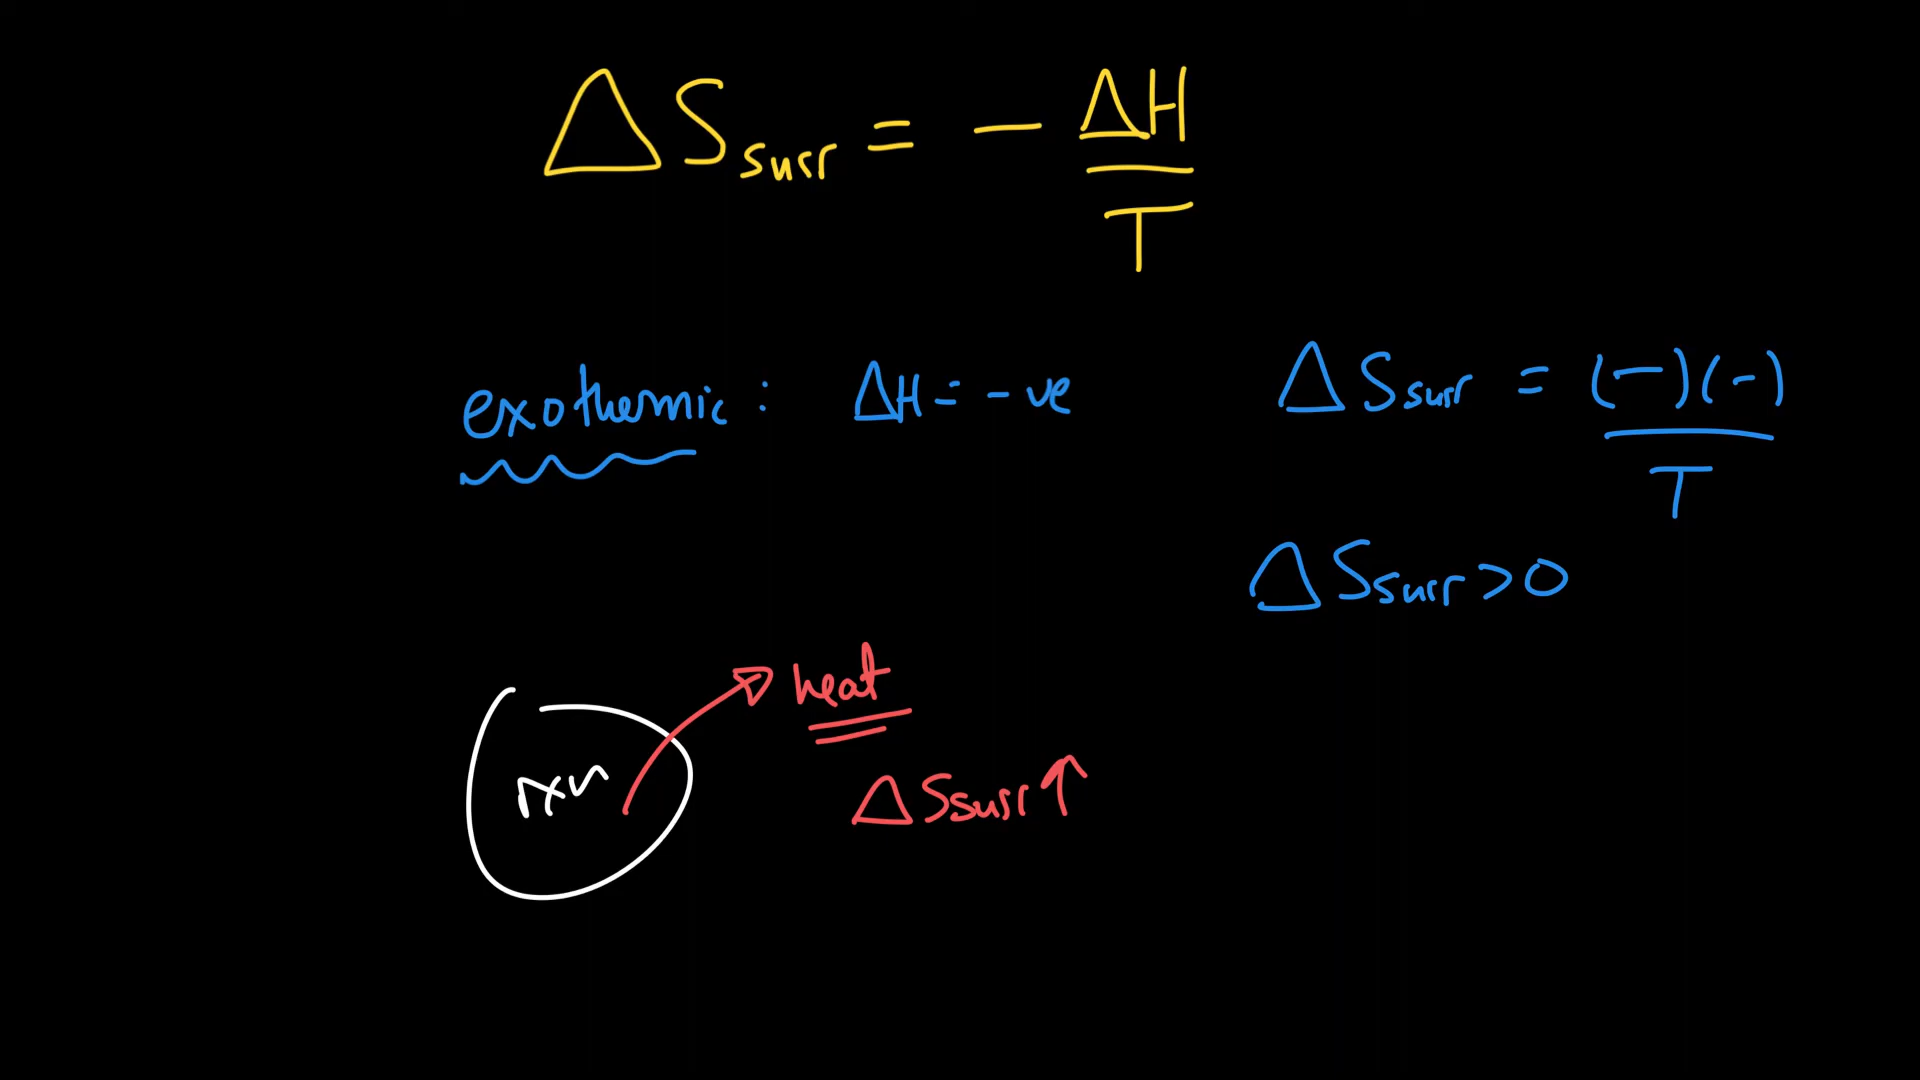 ΔSsurr = - ΔH/T
exothermic : ΔH = - ve
ΔSsurr = (-)(-)/T
ΔSsurr > 0
heat
rxn
ΔSsurr ↑